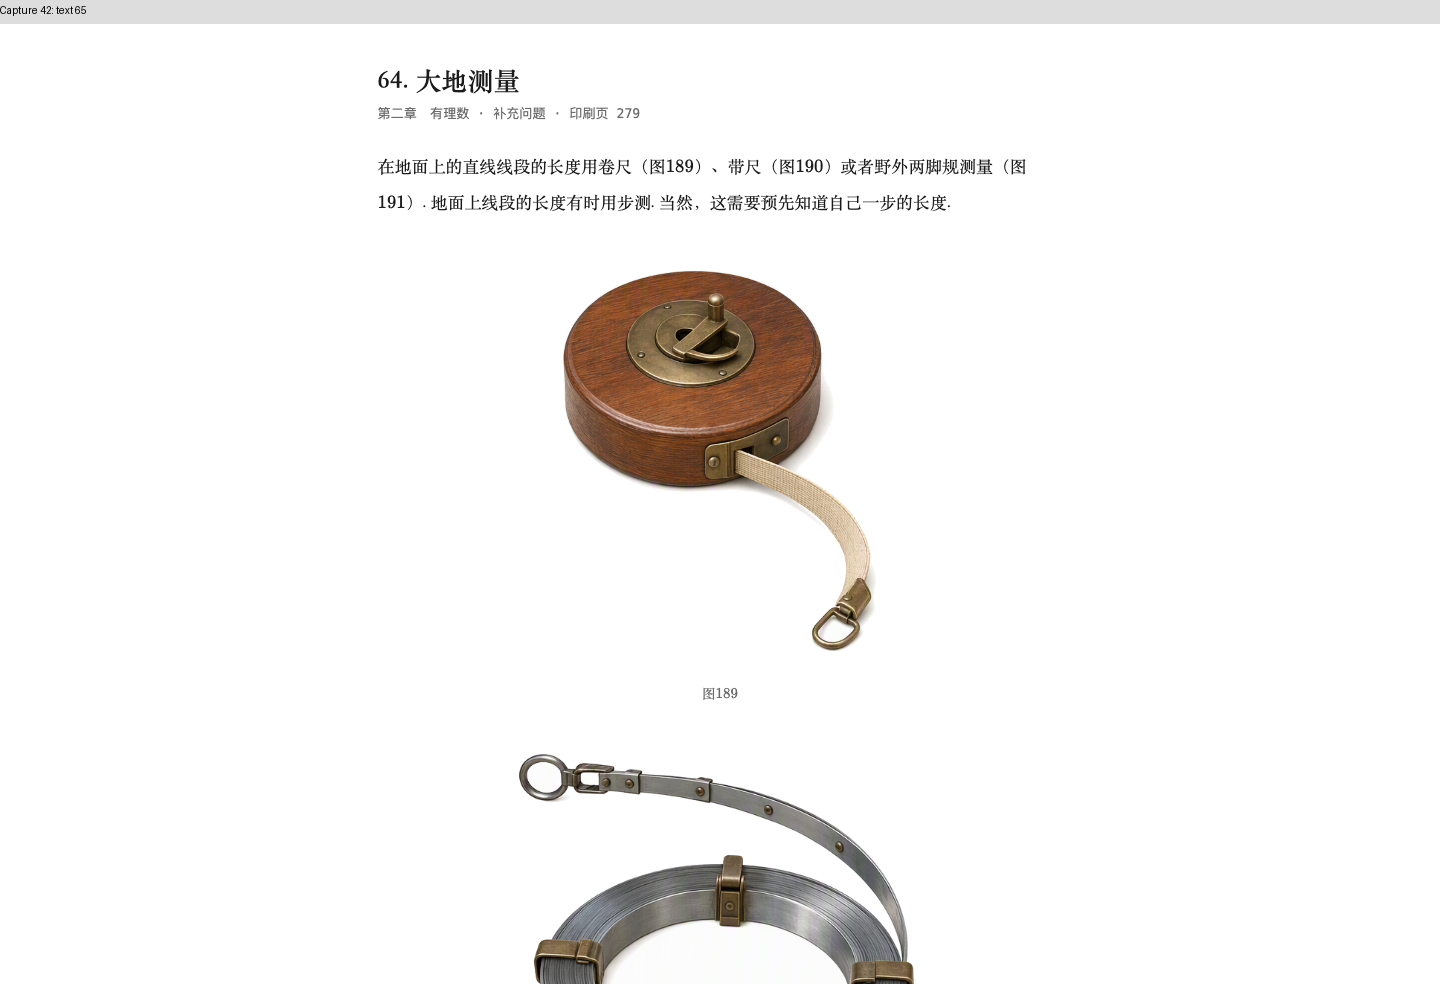 Capture 42: text65
64. 大地测量
第二章　有理数 · 补充问题 · 印刷页 279
在地面上的直线线段的长度用卷尺（图189）、带尺（图190）或者野外两脚规测量（图
191）. 地面上线段的长度有时用步测. 当然，这需要预先知道自己一步的长度.
图189